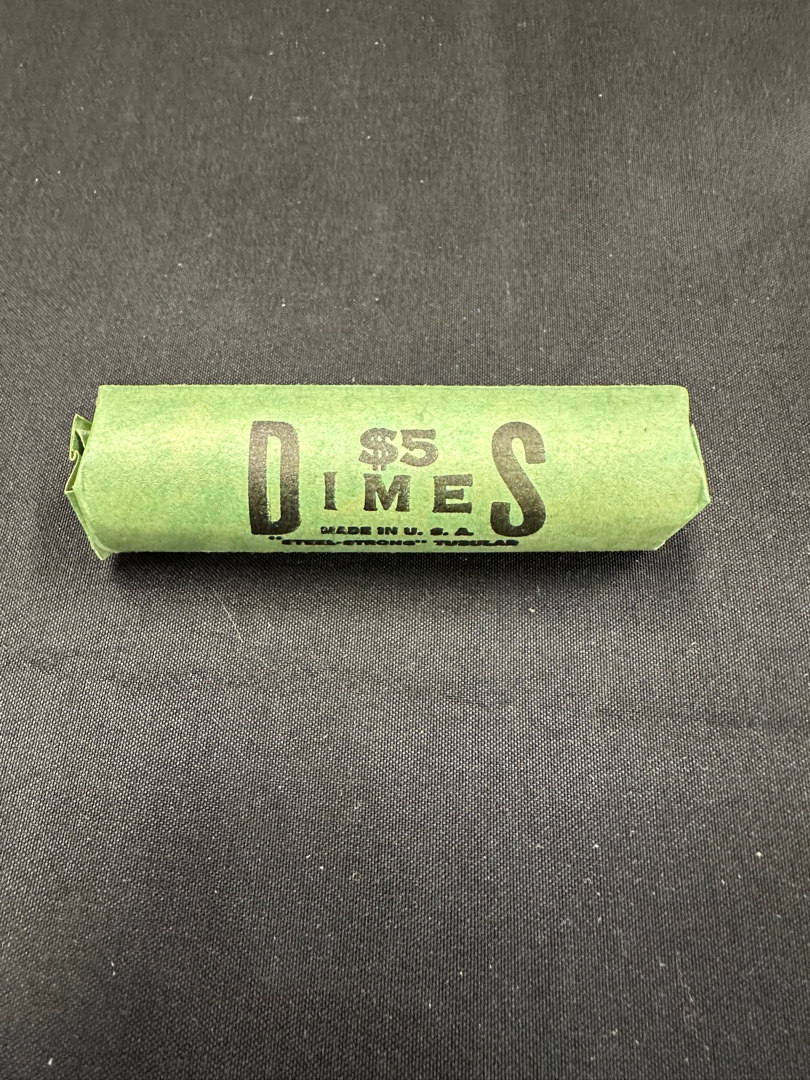 $5
DIMES
MADE IN U. S. A.
"STEEL-STRONG" TUBULAR